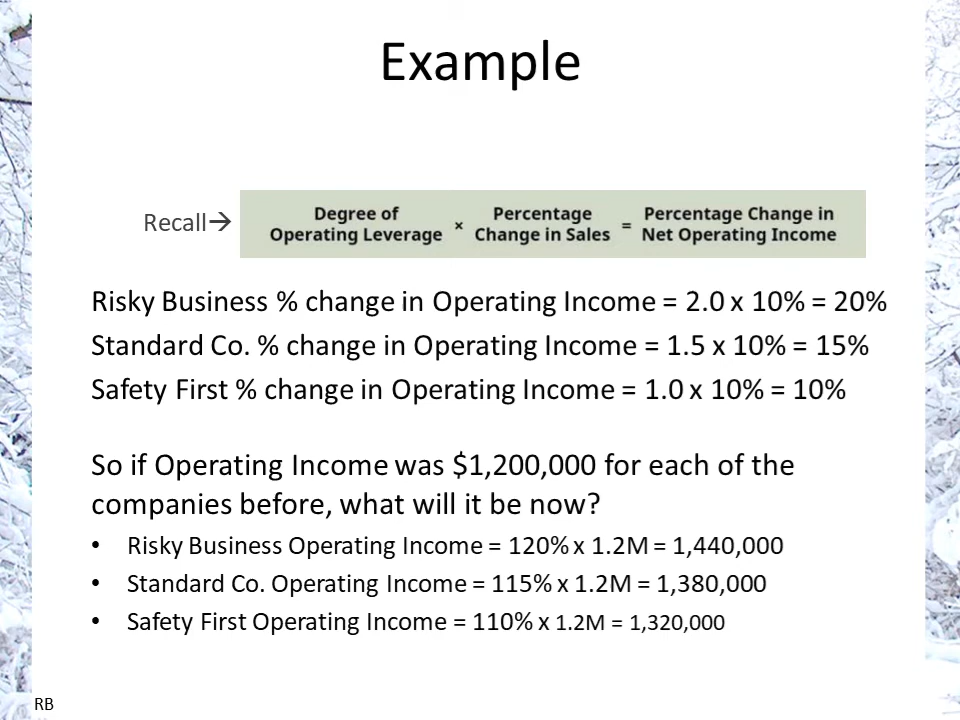 Example
Recall→
Degree of Operating Leverage × Percentage Change in Sales = Percentage Change in Net Operating Income
Risky Business % change in Operating Income = 2.0 x 10% = 20%
Standard Co. % change in Operating Income = 1.5 x 10% = 15%
Safety First % change in Operating Income = 1.0 x 10% = 10%
So if Operating Income was $1,200,000 for each of the
companies before, what will it be now?
• Risky Business Operating Income = 120% x 1.2M = 1,440,000
• Standard Co. Operating Income = 115% x 1.2M = 1,380,000
• Safety First Operating Income = 110% x 1.2M = 1,320,000
RB